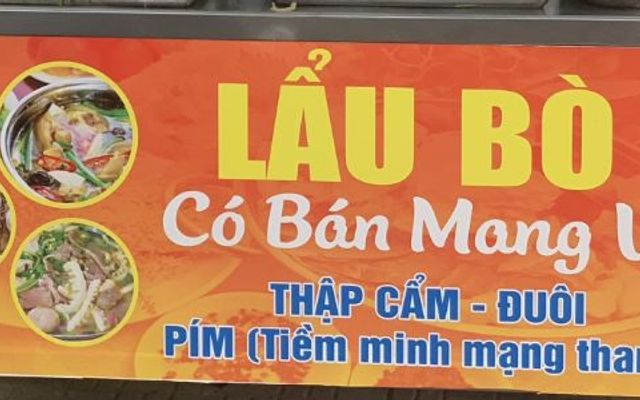 LẨU BÒ
Có Bán Mang
THẬP CẨM - ĐUÔI
PÍM (Tiềm minh mạng